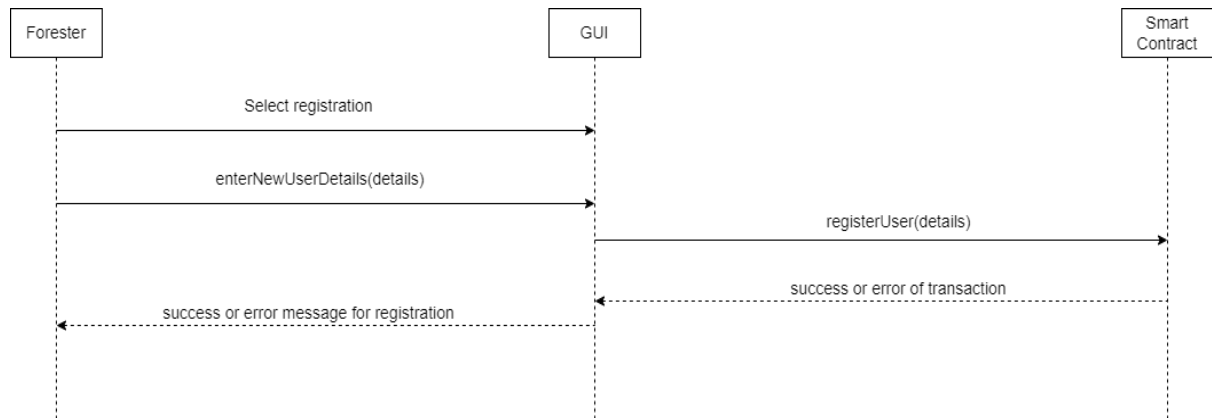 Forester
GUI
Smart
Contract
Select registration
enterNewUserDetails(details)
registerUser(details)
success or error of transaction
success or error message for registration